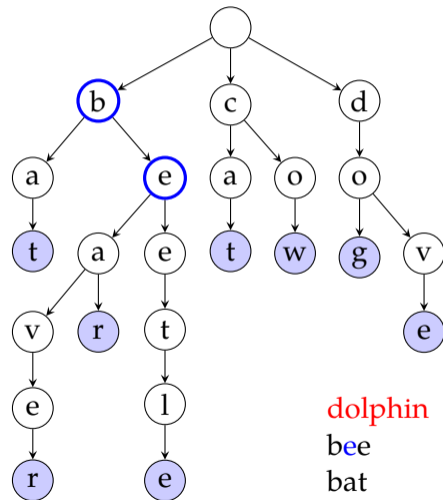 b c d
a e a o o
t a e t w g v
v r t e
e l
r e
dolphin
bee
bat